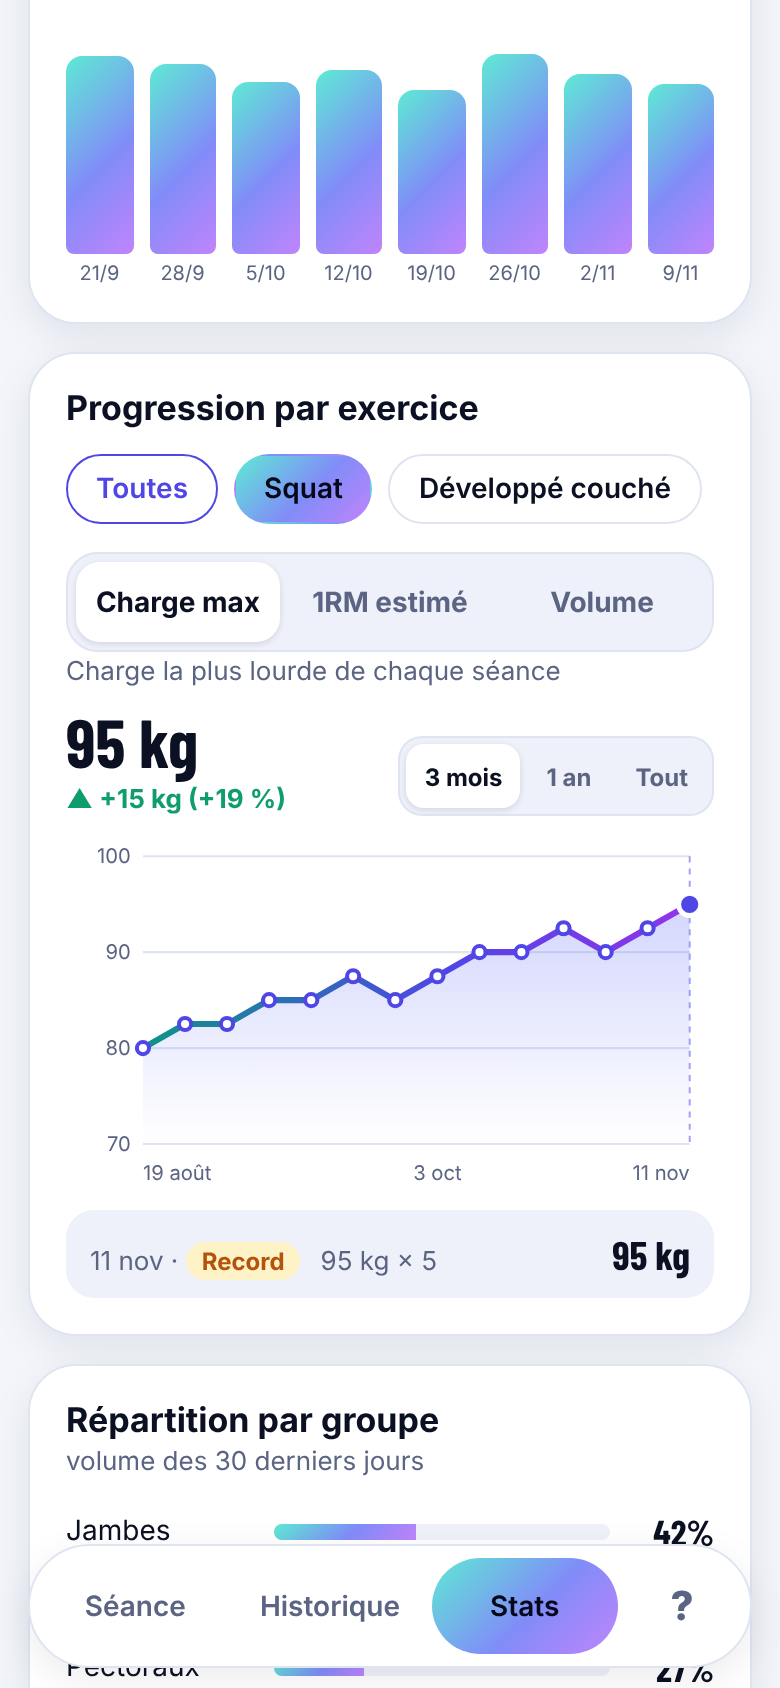 21/9 28/9 5/10 12/10 19/10 26/10 2/11 9/11
Progression par exercice
Toutes Squat Développé couché
Charge max 1RM estimé Volume
Charge la plus lourde de chaque séance
95 kg
▲ +15 kg (+19 %)
3 mois 1 an Tout
100
90
80
70
19 août 3 oct 11 nov
11 nov · Record 95 kg × 5 95 kg
Répartition par groupe
volume des 30 derniers jours
Jambes 42%
Séance Historique Stats ?
Pectoraux 27%